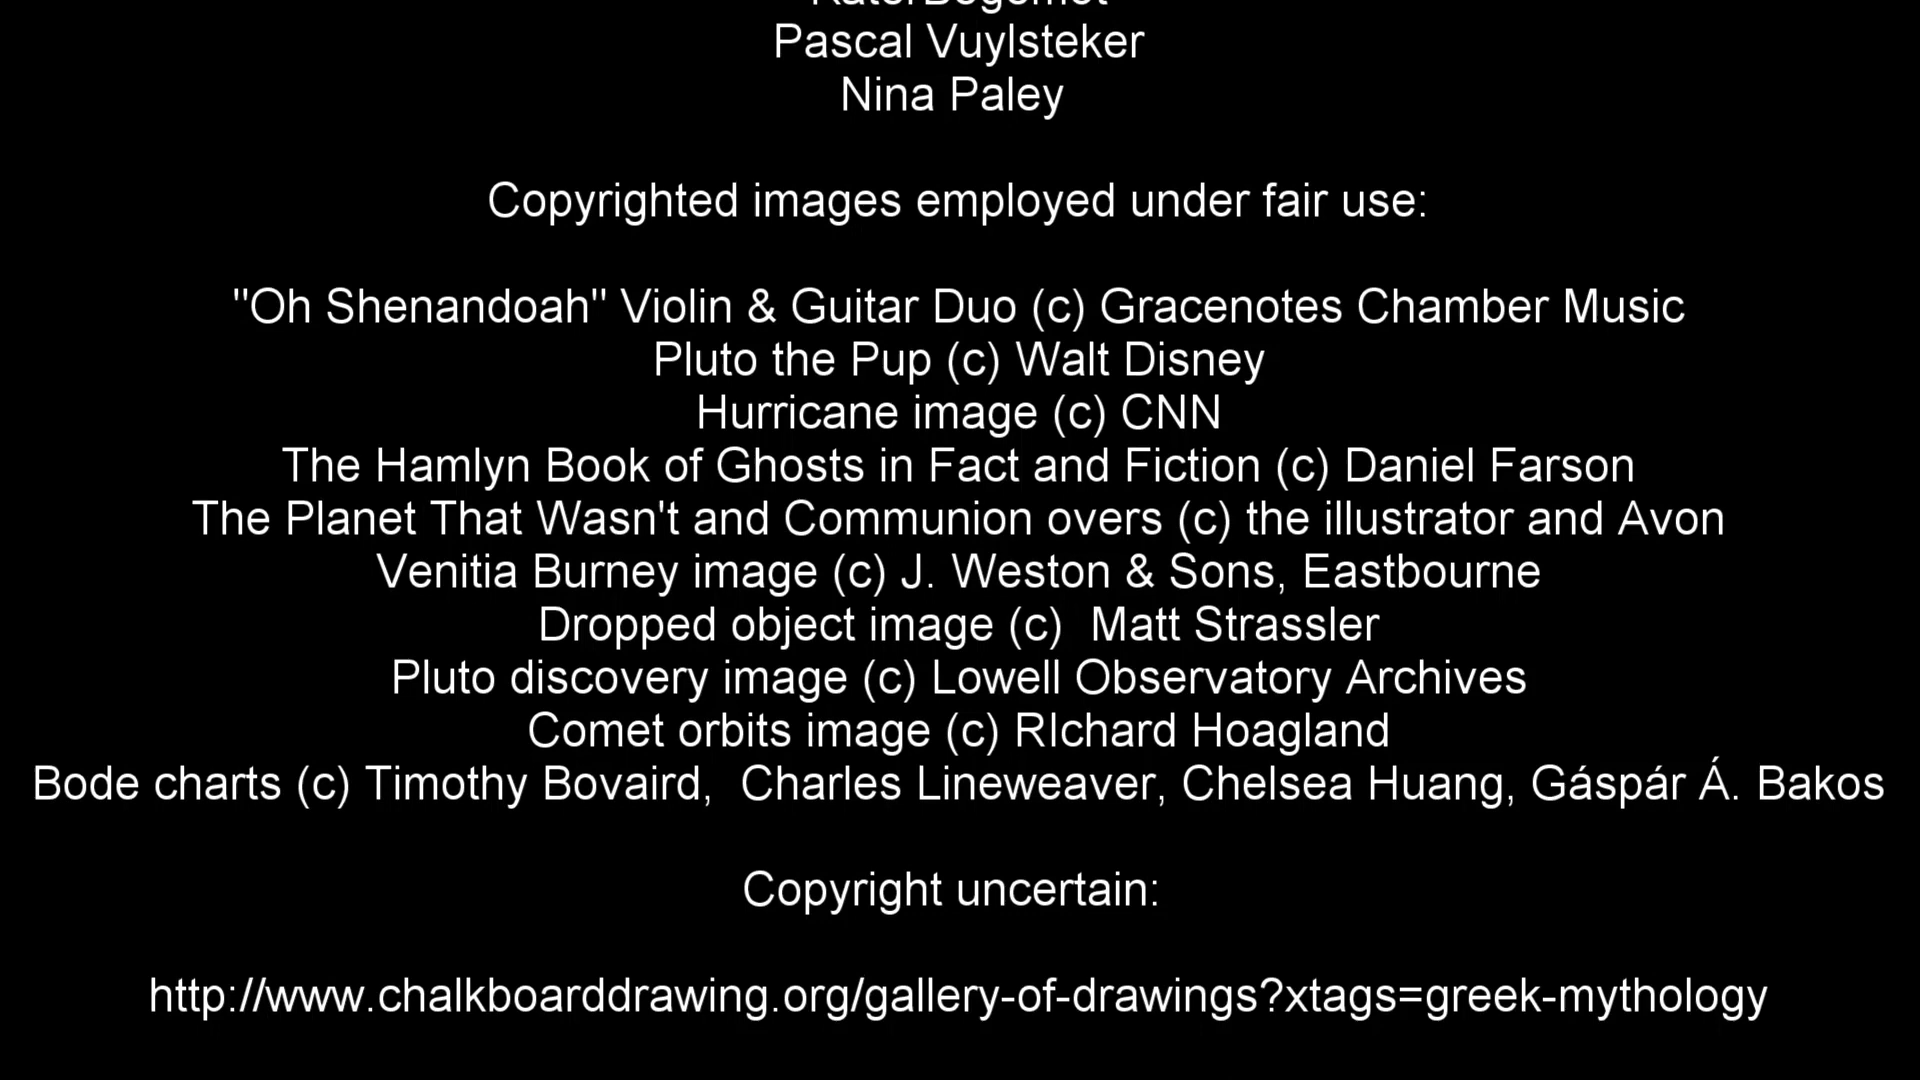 Pascal Vuylsteker
Nina Paley
Copyrighted images employed under fair use:
"Oh Shenandoah" Violin & Guitar Duo (c) Gracenotes Chamber Music
Pluto the Pup (c) Walt Disney
Hurricane image (c) CNN
The Hamlyn Book of Ghosts in Fact and Fiction (c) Daniel Farson
The Planet That Wasn't and Communion overs (c) the illustrator and Avon
Venitia Burney image (c) J. Weston & Sons, Eastbourne
Dropped object image (c)  Matt Strassler
Pluto discovery image (c) Lowell Observatory Archives
Comet orbits image (c) RIchard Hoagland
Bode charts (c) Timothy Bovaird,  Charles Lineweaver, Chelsea Huang, Gáspár Á. Bakos
Copyright uncertain:
http://www.chalkboarddrawing.org/gallery-of-drawings?xtags=greek-mythology